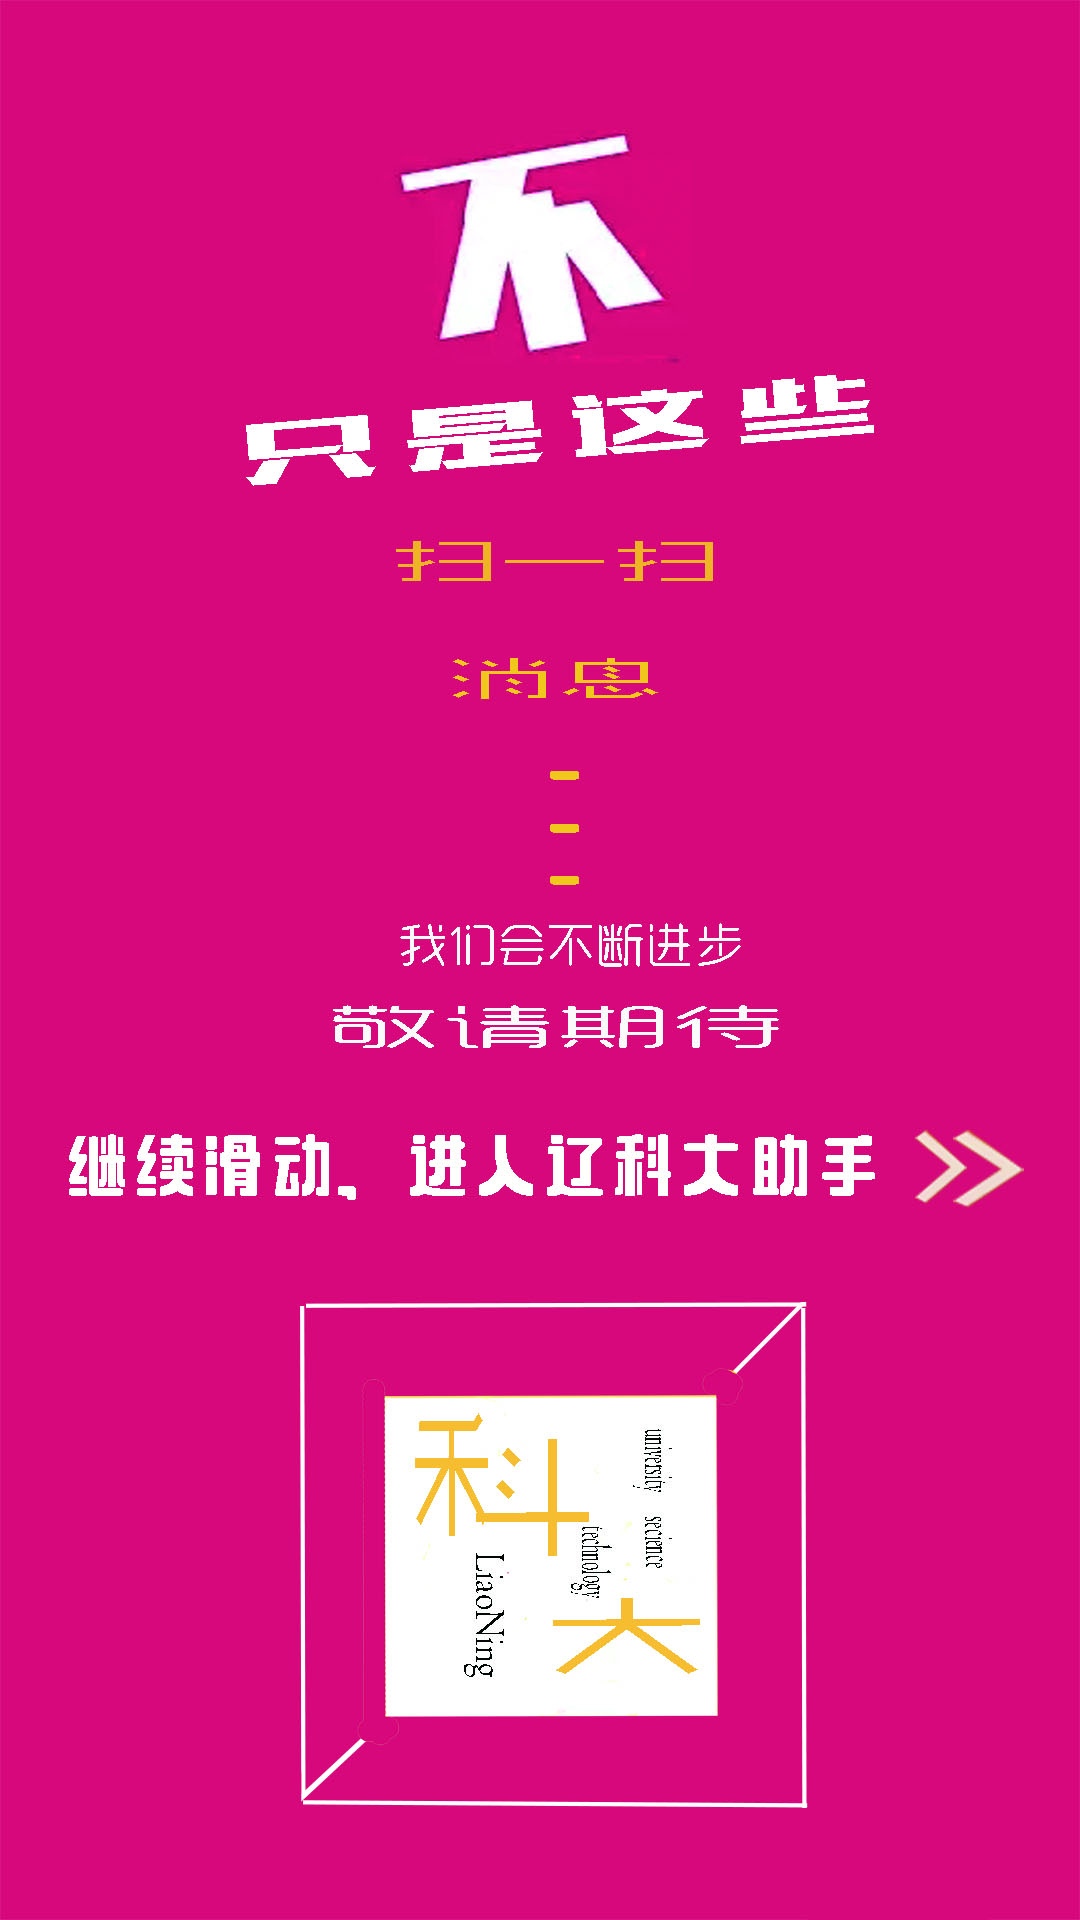 不
只是这些
扫一扫
消息
我们会不断进步
敬请期待
继续滑动，进入辽科大助手
科
大
university secience
technology
LiaoNing